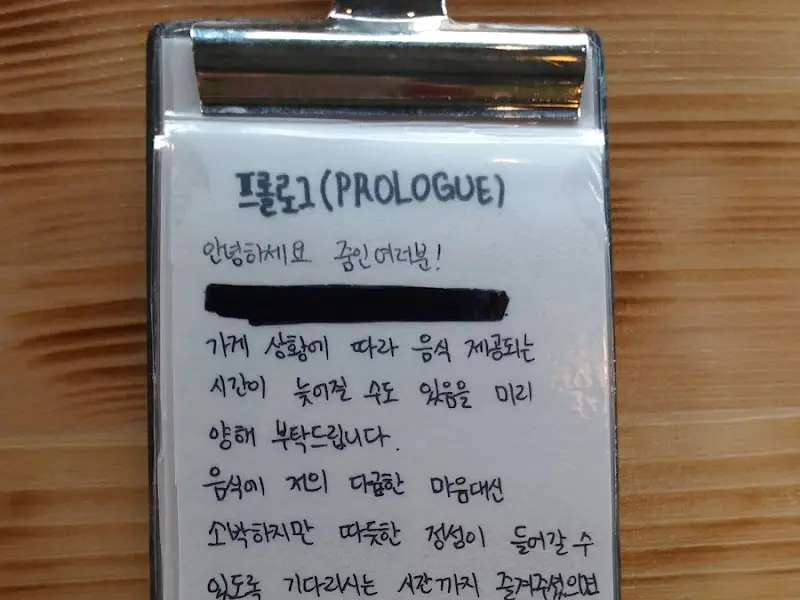 프롤로그(PROLOGUE)
안녕하세요 줌인여러분!
가게 상황에 따라 음식 제공되는
시간이 늦어질 수도 있음을 미리
양해 부탁드립니다.
음식에 저의 다급한 마음대신
소박하지만 따듯한 정성이 들어갈 수
있도록 기다리시는 시간까지 즐겨주셨으면